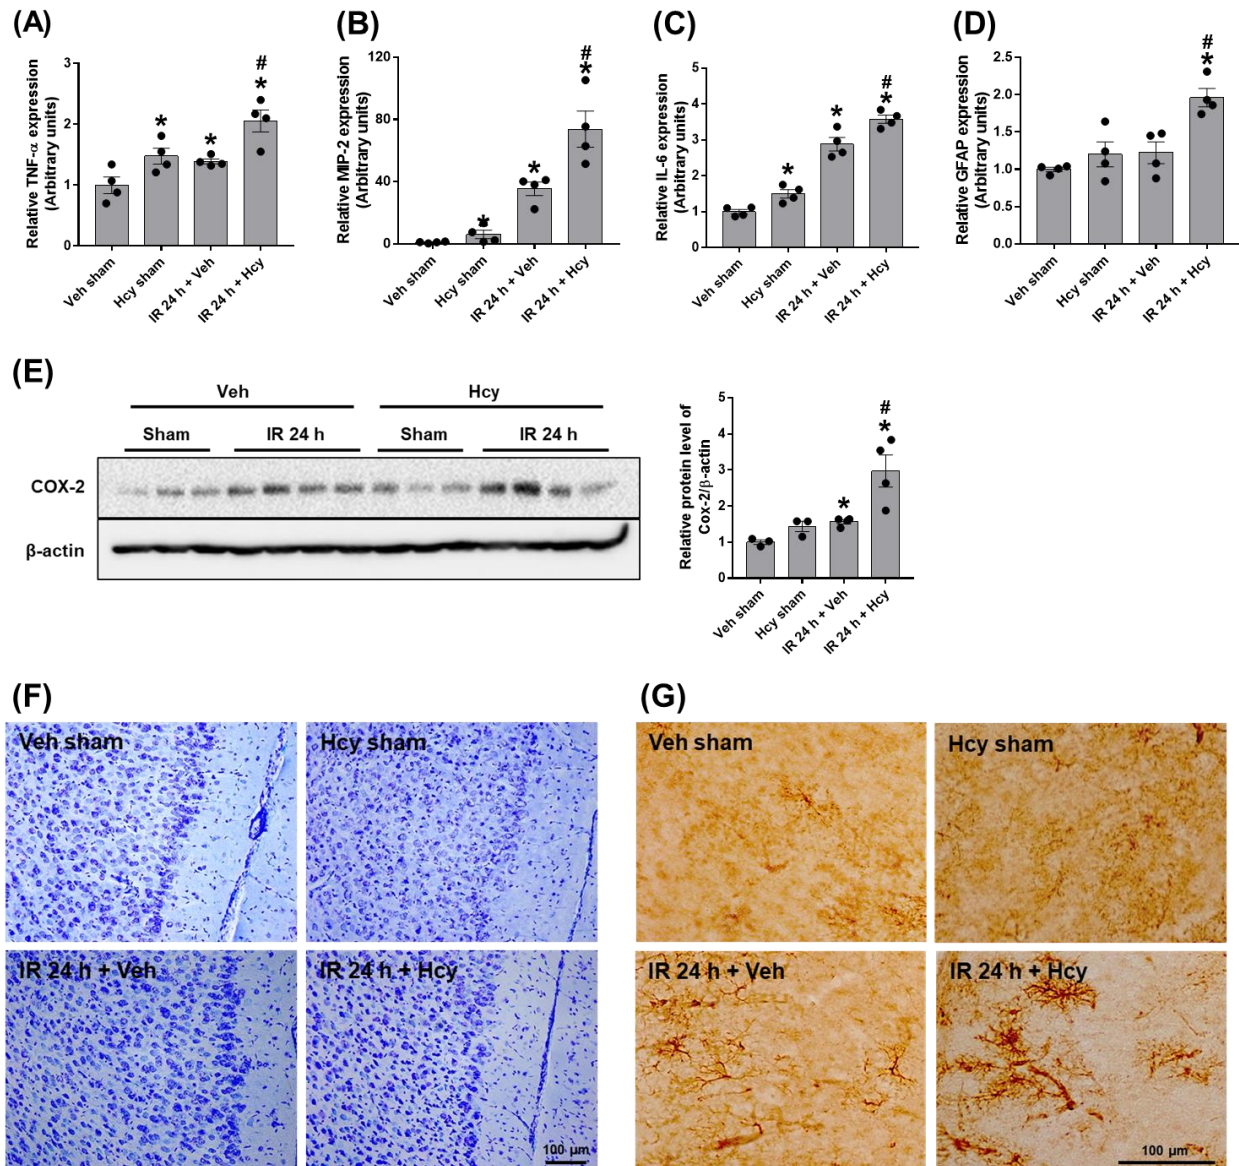 (A)
Relative TNF-α expression
(Arbitrary units)
3
2
1
0
*
*
#
*
Veh sham
Hcy sham
IR 24 h + Veh
IR 24 h + Hcy
(B)
Relative MIP-2 expression
(Arbitrary units)
120
80
40
0
*
*
#
*
Veh sham
Hcy sham
IR 24 h + Veh
IR 24 h + Hcy
(C)
Relative IL-6 expression
(Arbitrary units)
5
4
3
2
1
0
*
*
#
*
Veh sham
Hcy sham
IR 24 h + Veh
IR 24 h + Hcy
(D)
Relative GFAP expression
(Arbitrary units)
2.5
2.0
1.5
1.0
0.5
0.0
#
*
Veh sham
Hcy sham
IR 24 h + Veh
IR 24 h + Hcy
(E)
Veh Hcy
Sham IR 24 h Sham IR 24 h
COX-2
β-actin
Relative protein level of
Cox-2/β-actin
5
4
3
2
1
0
*
#
*
Veh sham
Hcy sham
IR 24 h + Veh
IR 24 h + Hcy
(F)
Veh sham
Hcy sham
IR 24 h + Veh
IR 24 h + Hcy
100 μm
(G)
Veh sham
Hcy sham
IR 24 h + Veh
IR 24 h + Hcy
100 μm